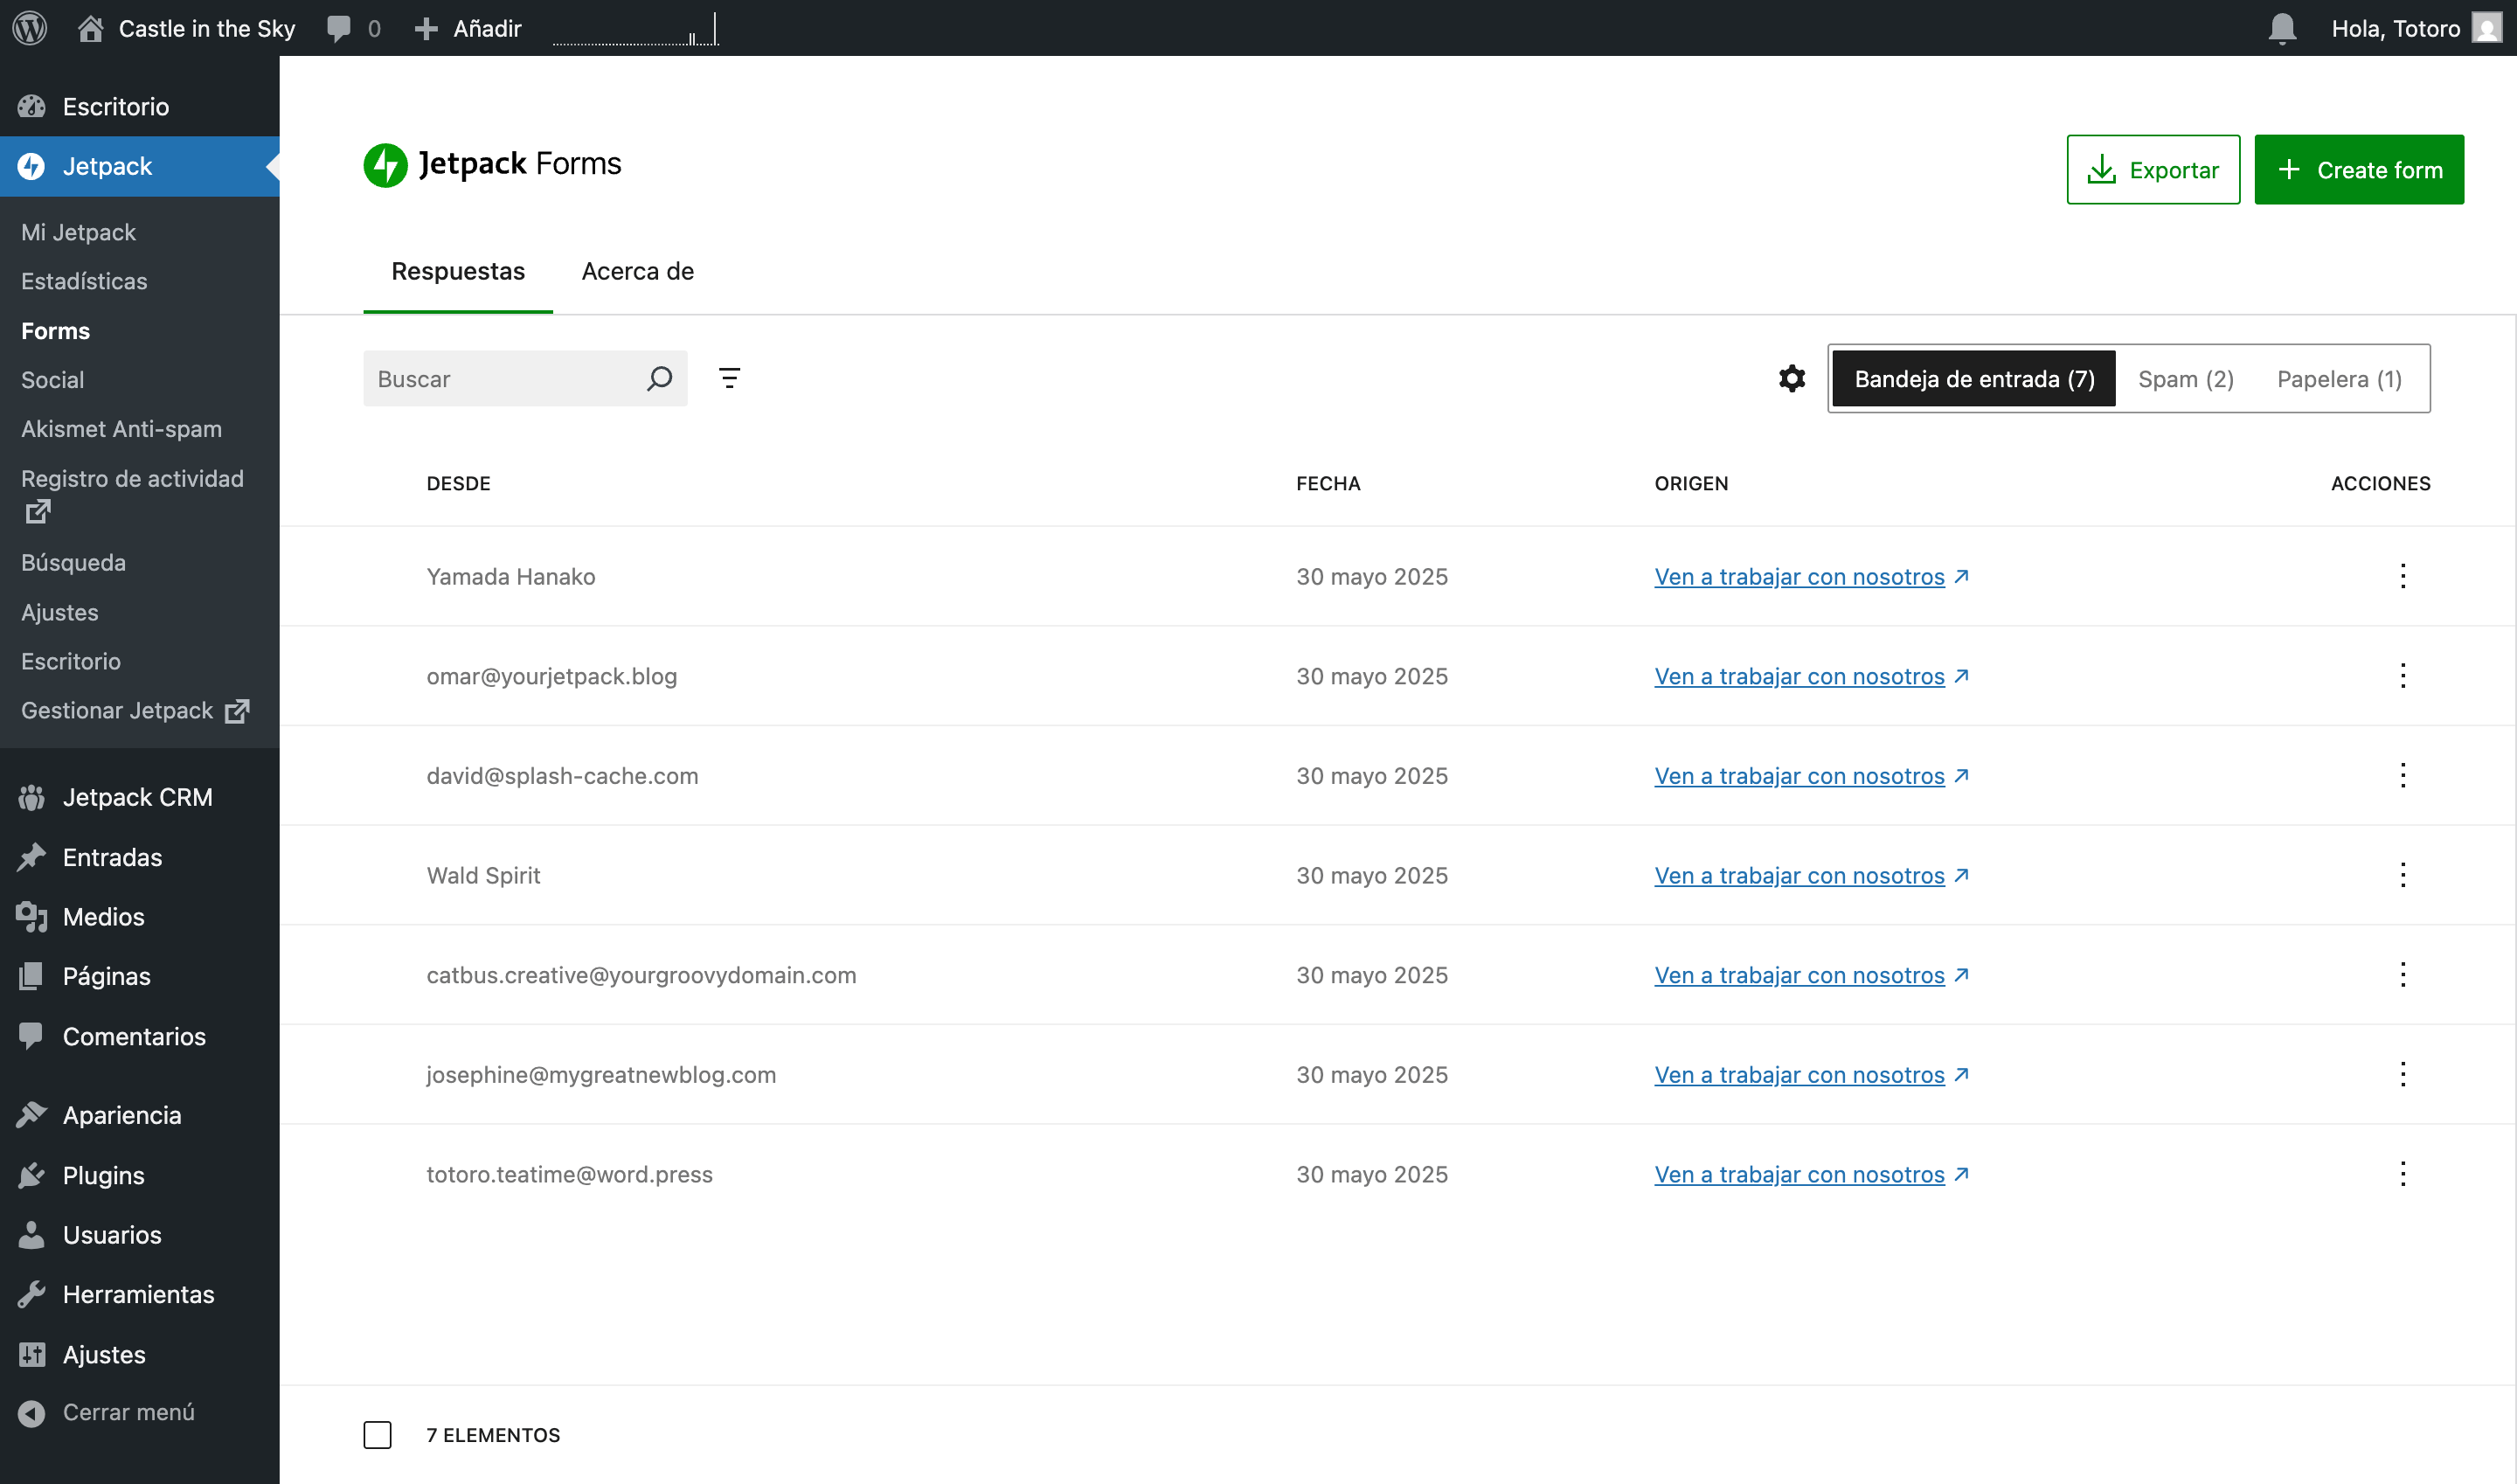 Castle in the Sky 0 Añadir Hola, Totoro
Escritorio
Jetpack
Mi Jetpack
Estadísticas
Forms
Social
Akismet Anti-spam
Registro de actividad
Búsqueda
Ajustes
Escritorio
Gestionar Jetpack
Jetpack CRM
Entradas
Medios
Páginas
Comentarios
Apariencia
Plugins
Usuarios
Herramientas
Ajustes
Cerrar menú
Jetpack Forms
Exportar Create form
Respuestas Acerca de
Buscar Bandeja de entrada (7) Spam (2) Papelera (1)
DESDE FECHA ORIGEN ACCIONES
Yamada Hanako 30 mayo 2025 Ven a trabajar con nosotros
omar@yourjetpack.blog 30 mayo 2025 Ven a trabajar con nosotros
david@splash-cache.com 30 mayo 2025 Ven a trabajar con nosotros
Wald Spirit 30 mayo 2025 Ven a trabajar con nosotros
catbus.creative@yourgroovydomain.com 30 mayo 2025 Ven a trabajar con nosotros
josephine@mygreatnewblog.com 30 mayo 2025 Ven a trabajar con nosotros
totoro.teatime@word.press 30 mayo 2025 Ven a trabajar con nosotros
7 ELEMENTOS